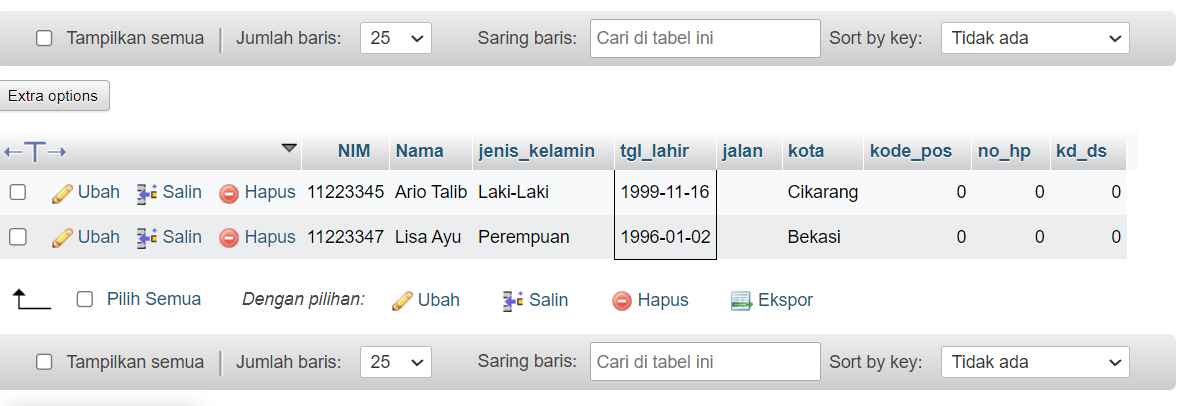 Tampilkan semua Jumlah baris: 25 Saring baris: Cari di tabel ini Sort by key: Tidak ada
Extra options
NIM Nama jenis_kelamin tgl_lahir jalan kota kode_pos no_hp kd_ds
Ubah Salin Hapus 11223345 Ario Talib Laki-Laki 1999-11-16 Cikarang 0 0 0
Ubah Salin Hapus 11223347 Lisa Ayu Perempuan 1996-01-02 Bekasi 0 0 0
Pilih Semua Dengan pilihan: Ubah Salin Hapus Ekspor
Tampilkan semua Jumlah baris: 25 Saring baris: Cari di tabel ini Sort by key: Tidak ada